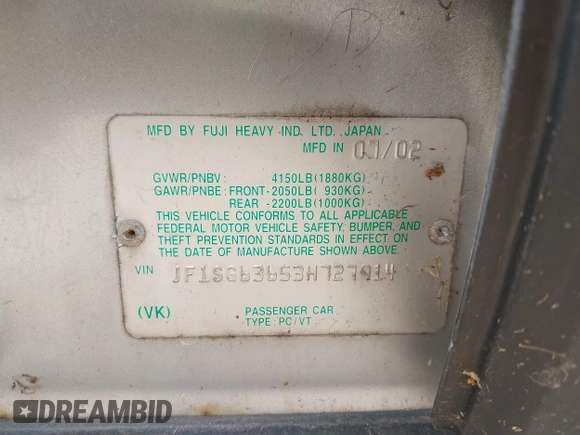 MFD BY FUJI HEAVY IND. LTD. JAPAN
MFD IN 07/02
GVWR/PNBV : 4150LB(1880KG)
GAWR/PNBE: FRONT-2050LB( 930KG)
REAR -2200LB(1000KG)
THIS VEHICLE CONFORMS TO ALL APPLICABLE
FEDERAL MOTOR VEHICLE SAFETY, BUMPER, AND
THEFT PREVENTION STANDARDS IN EFFECT ON
THE DATE OF MANUFACTURE SHOWN ABOVE.
VIN
(VK) PASSENGER CAR
TYPE PC/VT
DREAMBID